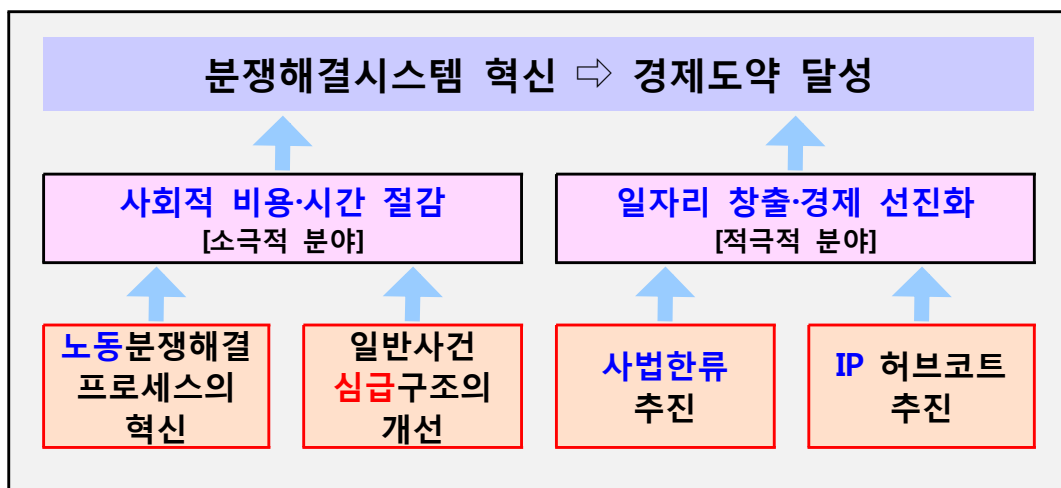 분쟁해결시스템 혁신 ⇨ 경제도약 달성
사회적 비용·시간 절감
[소극적 분야]
일자리 창출·경제 선진화
[적극적 분야]
노동분쟁해결
프로세스의
혁신
일반사건
심급구조의
개선
사법한류
추진
IP 허브코트
추진